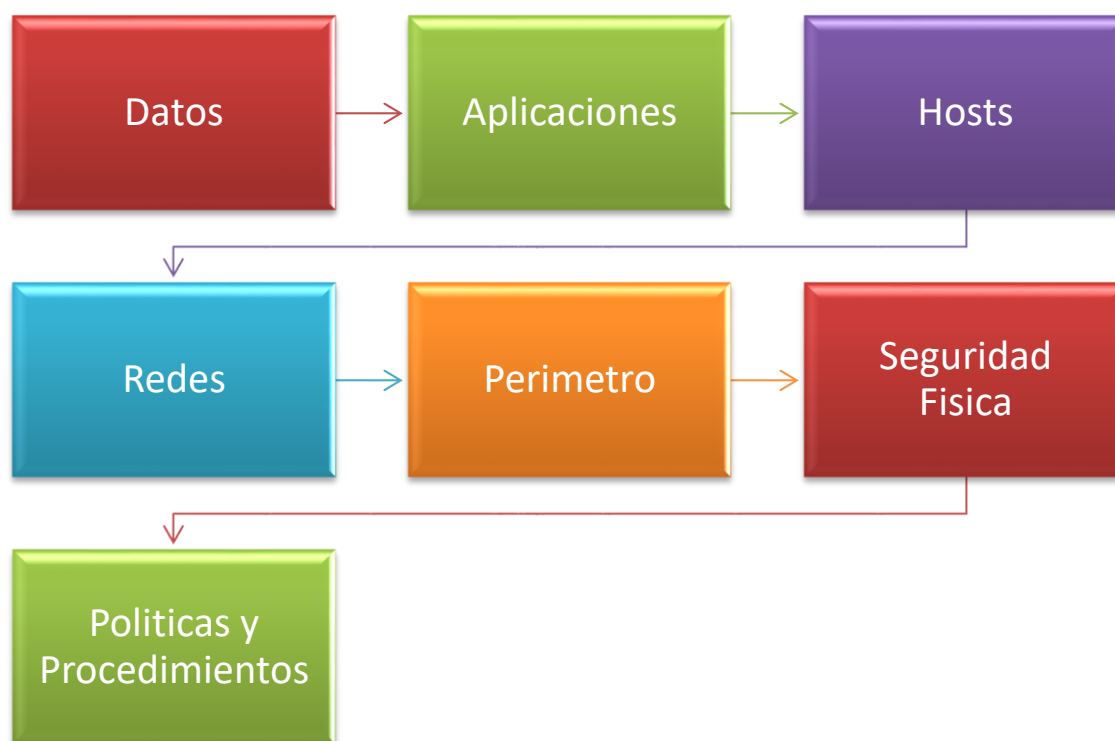 Datos
Aplicaciones
Hosts
Redes
Perimetro
Seguridad
Fisica
Politicas y
Procedimientos